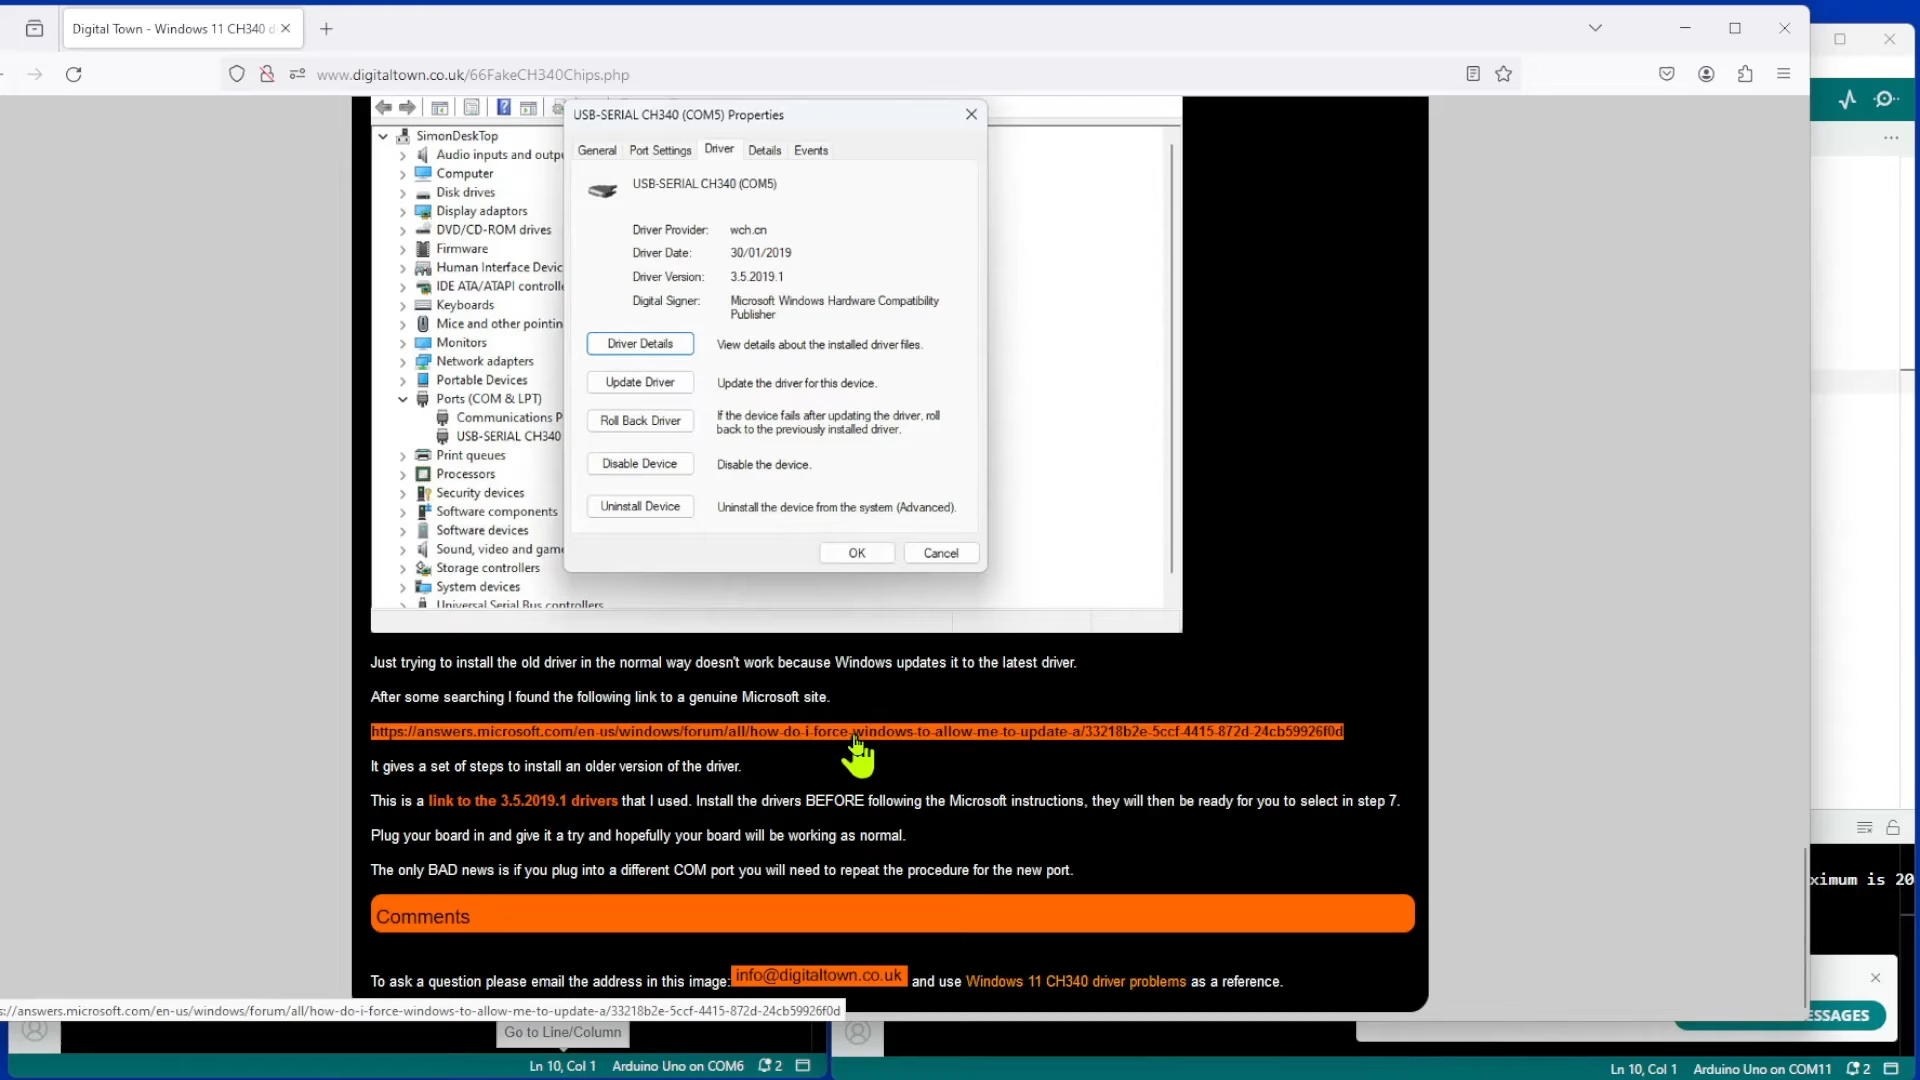 Digital Town - Windows 11 CH340 d
www.digitaltown.co.uk/66FakeCH340Chips.php
USB-SERIAL CH340 (COM5) Properties
SimonDeskTop
Audio inputs and outpu
Computer
Disk drives
Display adaptors
DVD/CD-ROM drives
Firmware
Human Interface Devic
IDE ATA/ATAPI controlle
Keyboards
Mice and other pointin
Monitors
Network adapters
Portable Devices
Ports (COM & LPT)
Communications P
USB-SERIAL CH340
Print queues
Processors
Security devices
Software components
Software devices
Sound, video and game
Storage controllers
System devices
Universal Serial Bus controllers
General Port Settings Driver Details Events
USB-SERIAL CH340 (COM5)
Driver Provider: wch.cn
Driver Date: 30/01/2019
Driver Version: 3.5.2019.1
Digital Signer: Microsoft Windows Hardware Compatibility
Publisher
Driver Details View details about the installed driver files.
Update Driver Update the driver for this device.
Roll Back Driver If the device fails after updating the driver, roll
back to the previously installed driver.
Disable Device Disable the device.
Uninstall Device Uninstall the device from the system (Advanced).
OK Cancel
Just trying to install the old driver in the normal way doesn't work because Windows updates it to the latest driver.
After some searching I found the following link to a genuine Microsoft site.
https://answers.microsoft.com/en-us/windows/forum/all/how-do-i-force-windows-to-allow-me-to-update-a/33218b2e-5ccf-4415-872d-24cb59926f0d
It gives a set of steps to install an older version of the driver.
This is a link to the 3.5.2019.1 drivers that I used. Install the drivers BEFORE following the Microsoft instructions, they will then be ready for you to select in step 7.
Plug your board in and give it a try and hopefully your board will be working as normal.
The only BAD news is if you plug into a different COM port you will need to repeat the procedure for the new port.
ximum is 20
Comments
To ask a question please email the address in this image: info@digitaltown.co.uk and use Windows 11 CH340 driver problems as a reference.
s://answers.microsoft.com/en-us/windows/forum/all/how-do-i-force-windows-to-allow-me-to-update-a/33218b2e-5ccf-4415-872d-24cb59926f0d
ESSAGES
Go to Line/Column
Ln 10, Col 1 Arduino Uno on COM6 2
Ln 10, Col 1 Arduino Uno on COM11 2